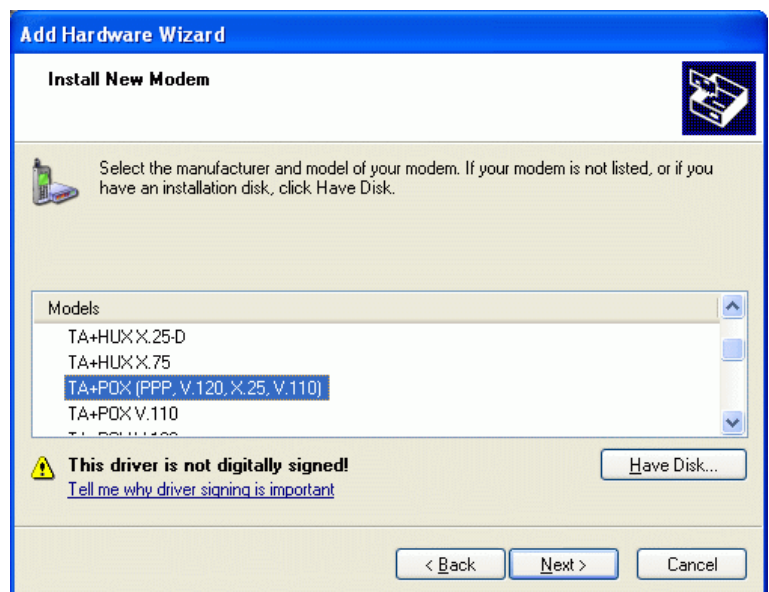 Add Hardware Wizard
Install New Modem
Select the manufacturer and model of your modem. If your modem is not listed, or if you
have an installation disk, click Have Disk.
Models
TA+HUX X.25-D
TA+HUX X.75
TA+POX (PPP, V.120, X.25, V.110)
TA+POX V.110
This driver is not digitally signed!
Have Disk...
Tell me why driver signing is important
< Back
Next >
Cancel